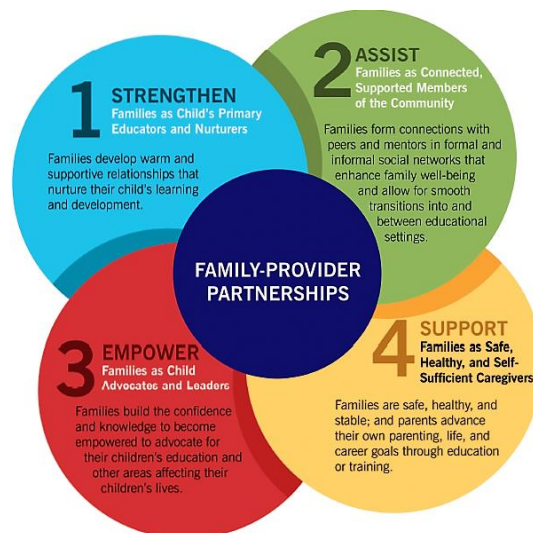 1 STRENGTHEN
Families as Child's Primary
Educators and Nurturers
Families develop warm and
supportive relationships that
nurture their child's learning
and development.
2 ASSIST
Families as Connected,
Supported Members
of the Community
Families form connections with
peers and mentors in formal and
informal social networks that
enhance family well-being
and allow for smooth
transitions into and
between educational
settings.
FAMILY-PROVIDER
PARTNERSHIPS
3 EMPOWER
Families as Child
Advocates and Leaders
Families build the confidence
and knowledge to become
empowered to advocate for
their children's education and
other areas affecting their
children's lives.
4 SUPPORT
Families as Safe,
Healthy, and Self-
Sufficient Caregivers
Families are safe, healthy, and
stable; and parents advance
their own parenting, life, and
career goals through education
or training.